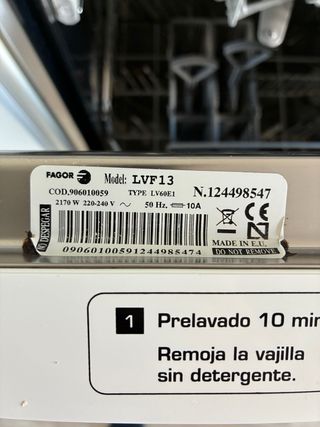 FAGOR Model: LVF13
COD.906010059 TYPE LV60E1 N.124498547
2170 W 220-240 V ~ 50 Hz. 10A
NO DESPEGAR
MADE IN E.U.
09060100591244985474 DO NOT REMOVE
1 Prelavado 10 min
Remoja la vajilla
sin detergente.